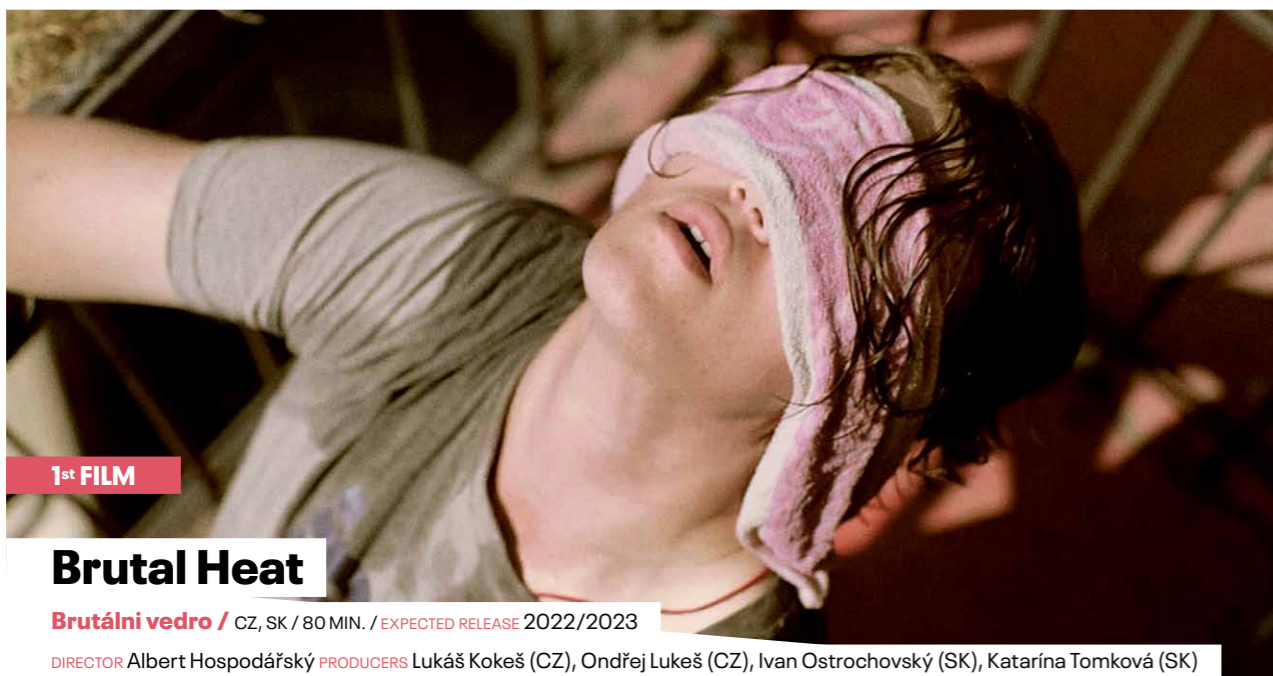 1st FILM
Brutal Heat
Brutálni vedro / CZ, SK / 80 MIN. / EXPECTED RELEASE 2022/2023
DIRECTOR Albert Hospodářský PRODUCERS Lukáš Kokeš (CZ), Ondřej Lukeš (CZ), Ivan Ostrochovský (SK), Katarína Tomková (SK)